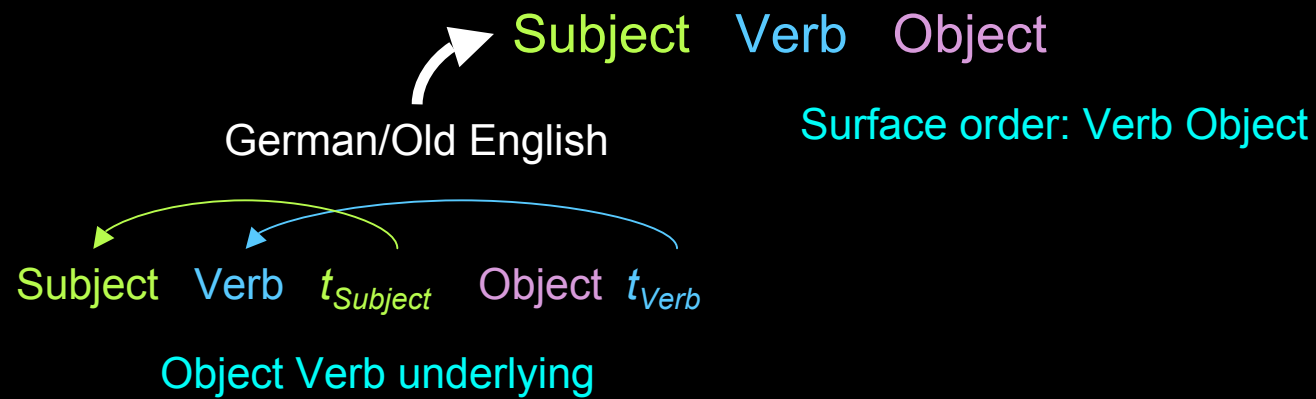 Subject Verb Object
Surface order: Verb Object
German/Old English
Subject Verb tSubject Object tVerb
Object Verb underlying